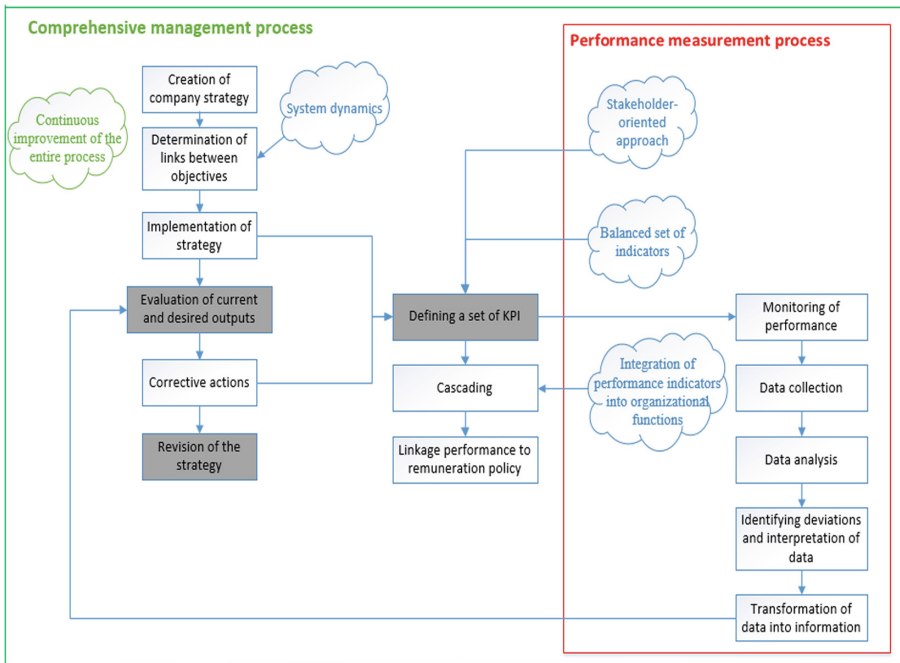 Comprehensive management process
Performance measurement process
Creation of
company strategy
System dynamics
Stakeholder-
oriented
approach
Continuous
improvement of the
entire process
Determination of
links between
objectives
Implementation of
strategy
Balanced set of
indicators
Evaluation of current
and desired outputs
Defining a set of KPI
Monitoring of
performance
Corrective actions
Cascading
Integration of
performance indicators
into organizational
functions
Data collection
Revision of the
strategy
Linkage performance to
remuneration policy
Data analysis
Identifying deviations
and interpretation of
data
Transformation of
data into information